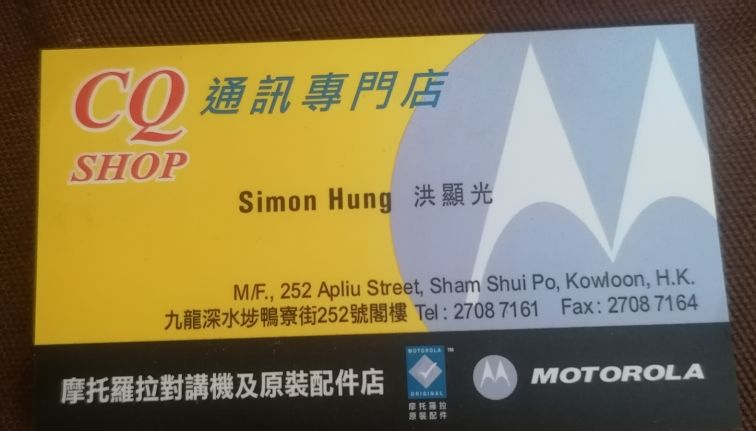 CQ 通訊專門店
SHOP
Simon Hung 洪顯光
M/F., 252 Apliu Street, Sham Shui Po, Kowloon, H.K.
九龍深水埗鴨寮街252號閣樓 Tel : 2708 7161 Fax : 2708 7164
摩托羅拉對講機及原裝配件店
MOTOROLA ™
ORIGINAL
摩托羅拉
原裝配件
MOTOROLA